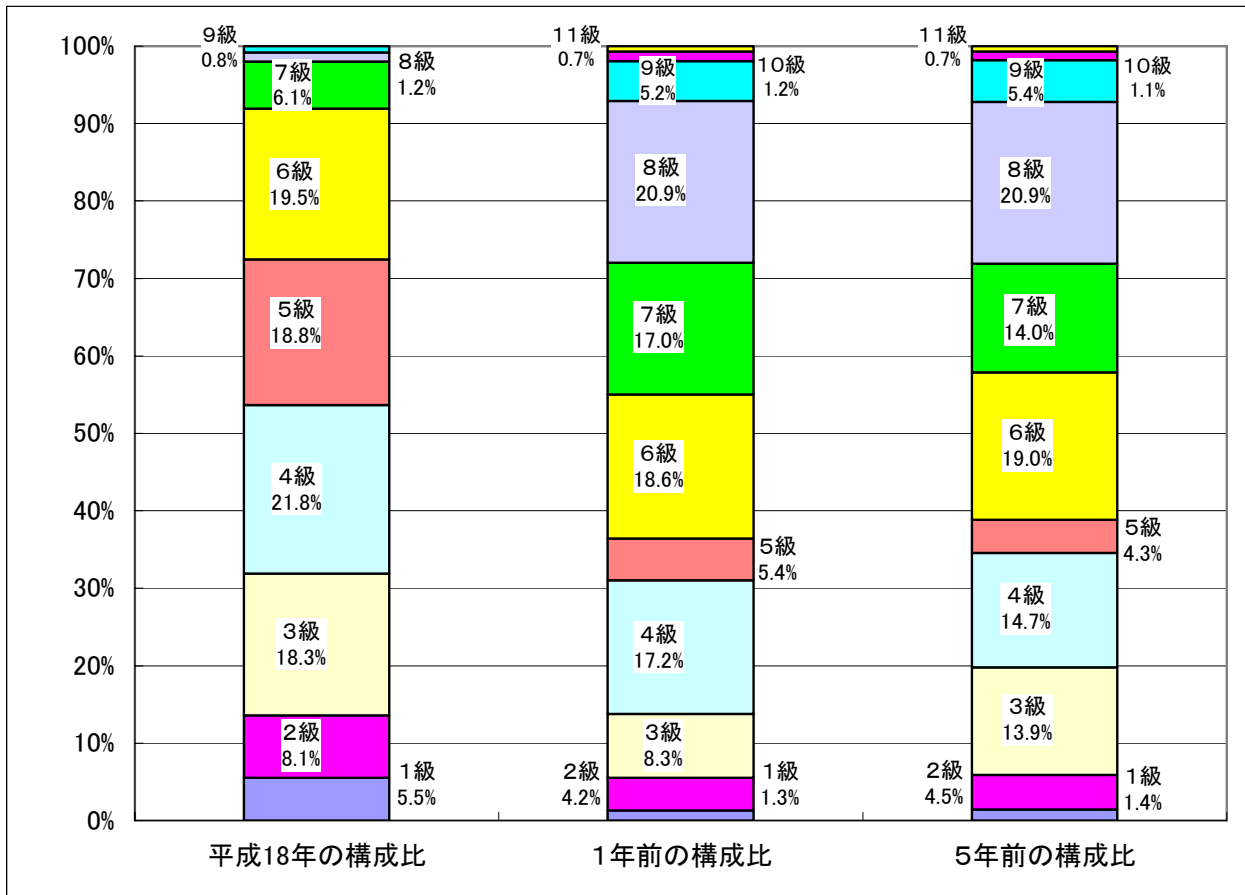 100%
90%
80%
70%
60%
50%
40%
30%
20%
10%
0%
9級
0.8%
8級
1.2%
7級
6.1%
6級
19.5%
5級
18.8%
4級
21.8%
3級
18.3%
2級
8.1%
1級
5.5%
11級
0.7%
10級
1.2%
9級
5.2%
8級
20.9%
7級
17.0%
6級
18.6%
5級
5.4%
4級
17.2%
3級
8.3%
2級
4.2%
1級
1.3%
11級
0.7%
10級
1.1%
9級
5.4%
8級
20.9%
7級
14.0%
6級
19.0%
5級
4.3%
4級
14.7%
3級
13.9%
2級
4.5%
1級
1.4%
平成18年の構成比
1年前の構成比
5年前の構成比